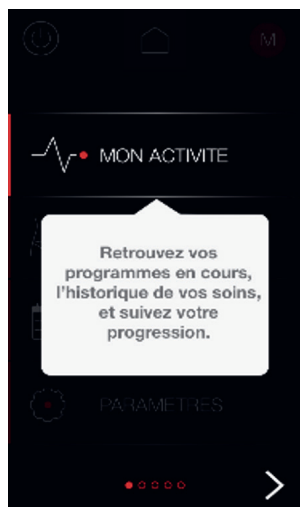 M
MON ACTIVITE
Retrouvez vos
programmes en cours,
l'historique de vos soins,
et suivez votre
progression.
PARAMETRES